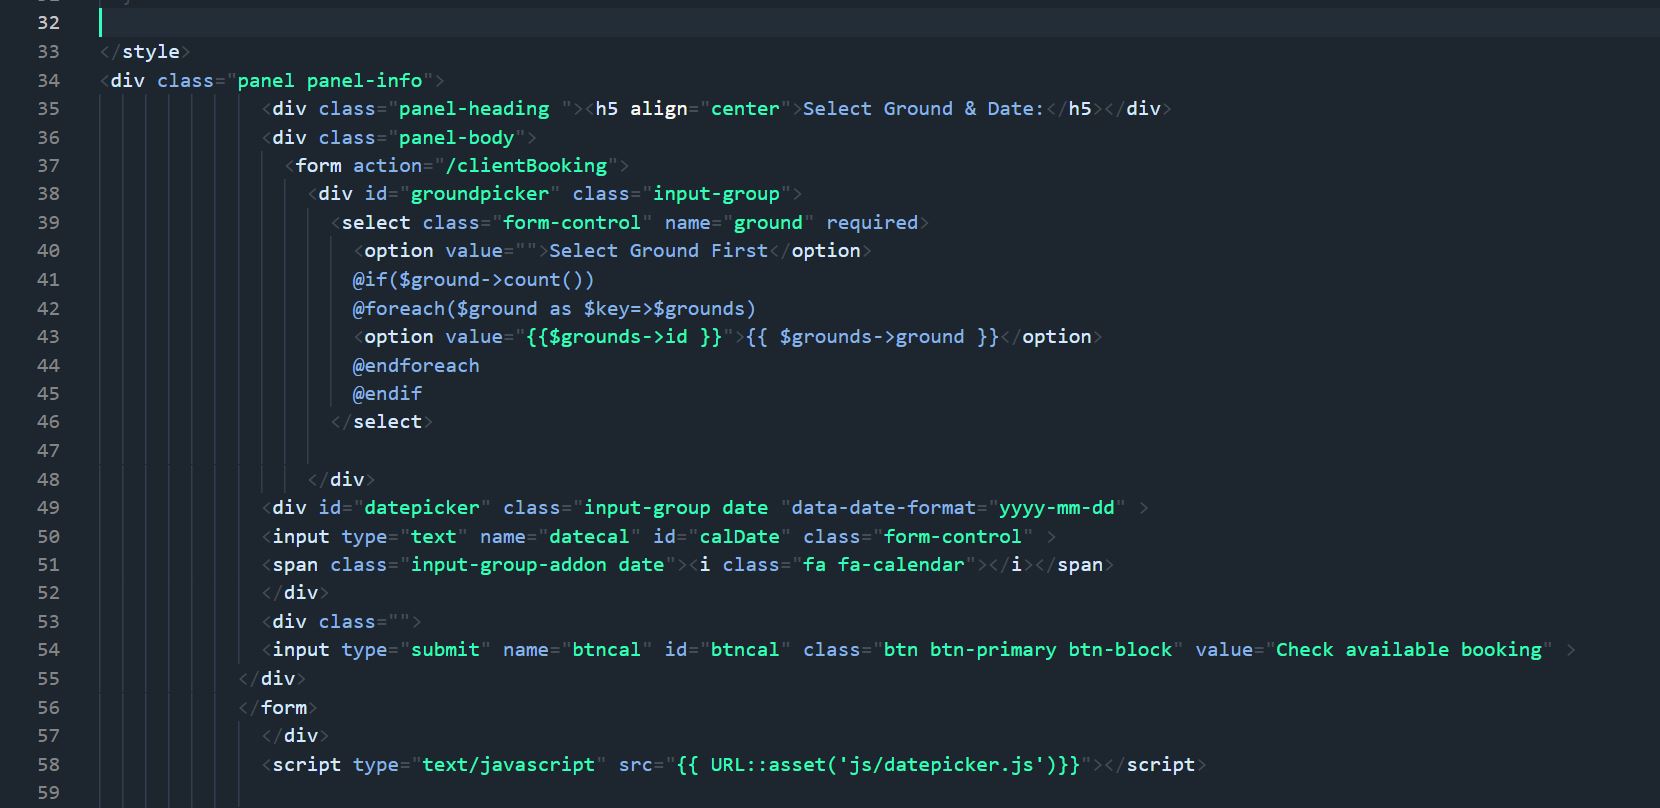 32
33 </style>
34 <div class="panel panel-info">
35 <div class="panel-heading "><h5 align="center">Select Ground & Date:</h5></div>
36 <div class="panel-body">
37 <form action="/clientBooking">
38 <div id="groundpicker" class="input-group">
39 <select class="form-control" name="ground" required>
40 <option value="">Select Ground First</option>
41 @if($ground->count())
42 @foreach($ground as $key=>$grounds)
43 <option value="{{$grounds->id }}">{{ $grounds->ground }}</option>
44 @endforeach
45 @endif
46 </select>
47
48 </div>
49 <div id="datepicker" class="input-group date "data-date-format="yyyy-mm-dd" >
50 <input type="text" name="datecal" id="calDate" class="form-control" >
51 <span class="input-group-addon date"><i class="fa fa-calendar"></i></span>
52 </div>
53 <div class="">
54 <input type="submit" name="btncal" id="btncal" class="btn btn-primary btn-block" value="Check available booking" >
55 </div>
56 </form>
57 </div>
58 <script type="text/javascript" src="{{ URL::asset('js/datepicker.js')}}"></script>
59